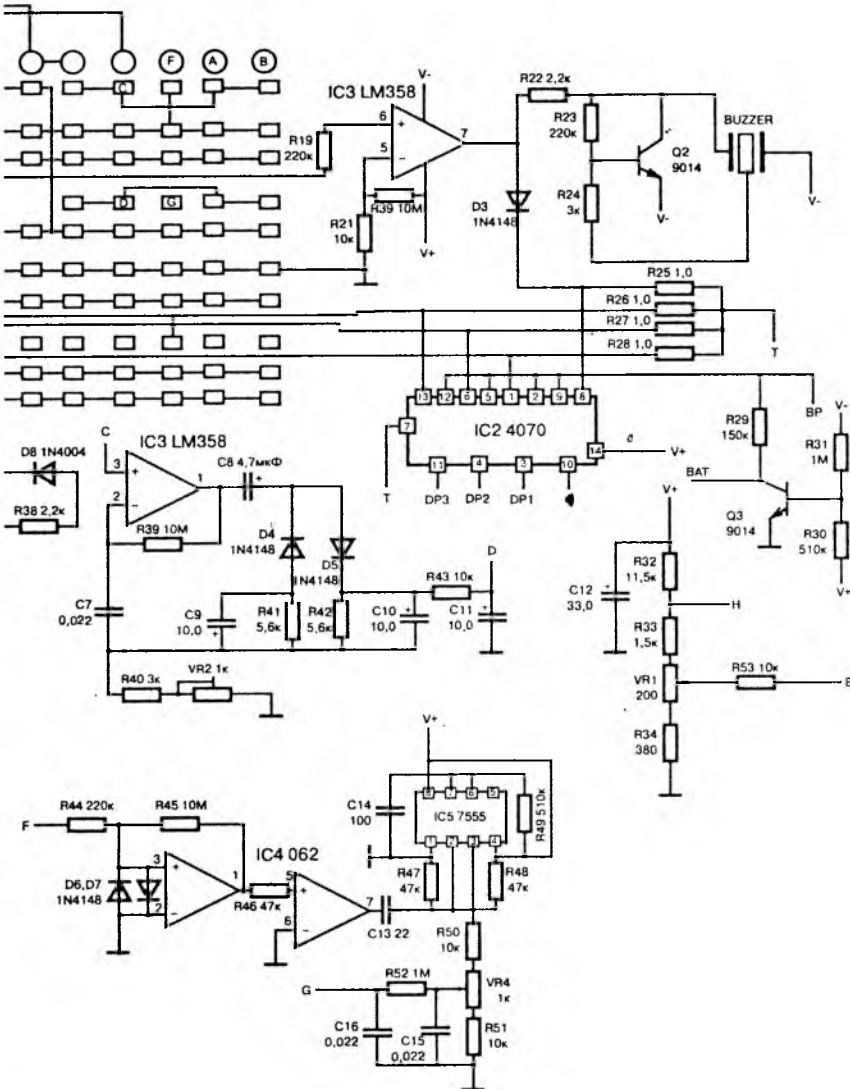 F A B
C
D G
IC3 LM358
V-
6
7
5
R19
220к
R21
10к
R39 10М
V+
R22 2,2к
R23
220к
R24
3к
Q2
9014
V-
BUZZER
V-
D3
1N4148
R25 1,0
R26 1,0
R27 1,0
R28 1,0
T
13 12 6 5 1 2 9 8
7
IC2 4070
14
V+
11 4 3 10
T
DP3 DP2 DP1
BP
R29
150к
V-
R31
1М
BAT
Q3
9014
R30
510к
V+
D8 1N4004
R38 2,2к
C
IC3 LM358
3
1
2
R39 10М
C8 4,7мкФ
D4
1N4148
D5
1N4148
C7
0,022
C9
10,0
R41
5,6к
R42
5,6к
C10
10,0
R43 10к
D
C11
10,0
R40 3к
VR2 1к
V+
C12
33,0
R32
11,5к
H
R33
1,5к
VR1
200
R53 10к
R34
380
V+
F
R44 220к
R45 10М
3
1
2
D6,D7
1N4148
IC4 062
R46 47к
5
7
6
C13 22
C14
100
8 7 6 5
IC5 7555
1 2 3 4
R49 510к
R47
47к
R48
47к
R50
10к
G
R52 1М
VR4
1к
C16
0,022
C15
0,022
R51
10к